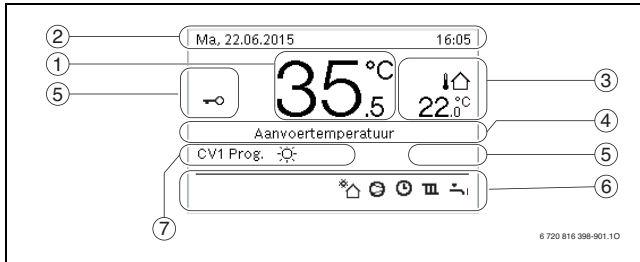 ② Ma, 22.06.2015 16:05
① 35.5 °C
⑤
22.0 °C ③
Aanvoertemperatuur ④
CV1 Prog. ⑤
⑥
⑦
6 720 816 398-901.1O